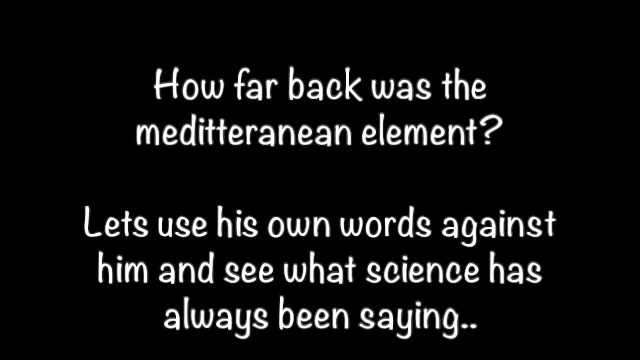 How far back was the
meditteranean element?
Lets use his own words against
him and see what science has
always been saying..